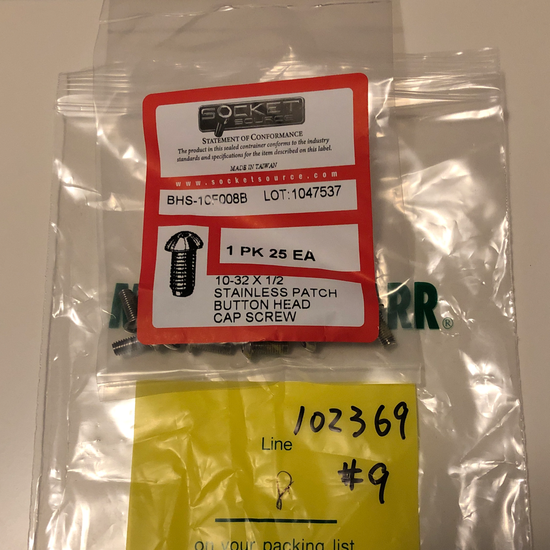 SOCKET
SOURCE
STATEMENT OF CONFORMANCE
The product in this sealed container conforms to the industry
standards and specifications for the item described on this label.
MADE IN TAIWAN
www.socketsource.com
BHS-10F008B LOT:1047537
1 PK 25 EA
10-32 X 1/2
STAINLESS PATCH
BUTTON HEAD
CAP SCREW
M RR®
102369
Line
8 #9
on your packing list